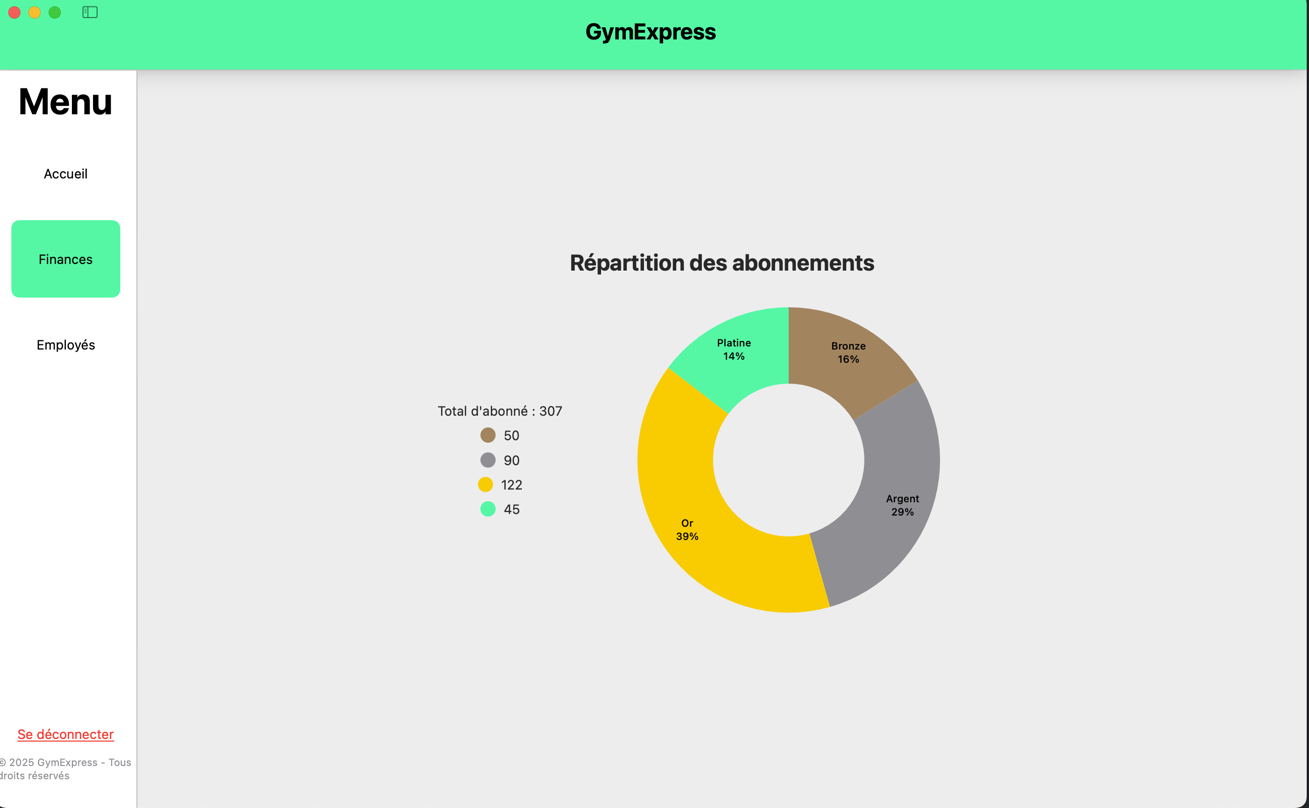 GymExpress
Menu
Accueil
Finances
Employés
Se déconnecter
© 2025 GymExpress - Tous
droits réservés
Répartition des abonnements
Total d'abonné : 307
50
90
122
45
Platine
14%
Bronze
16%
Argent
29%
Or
39%